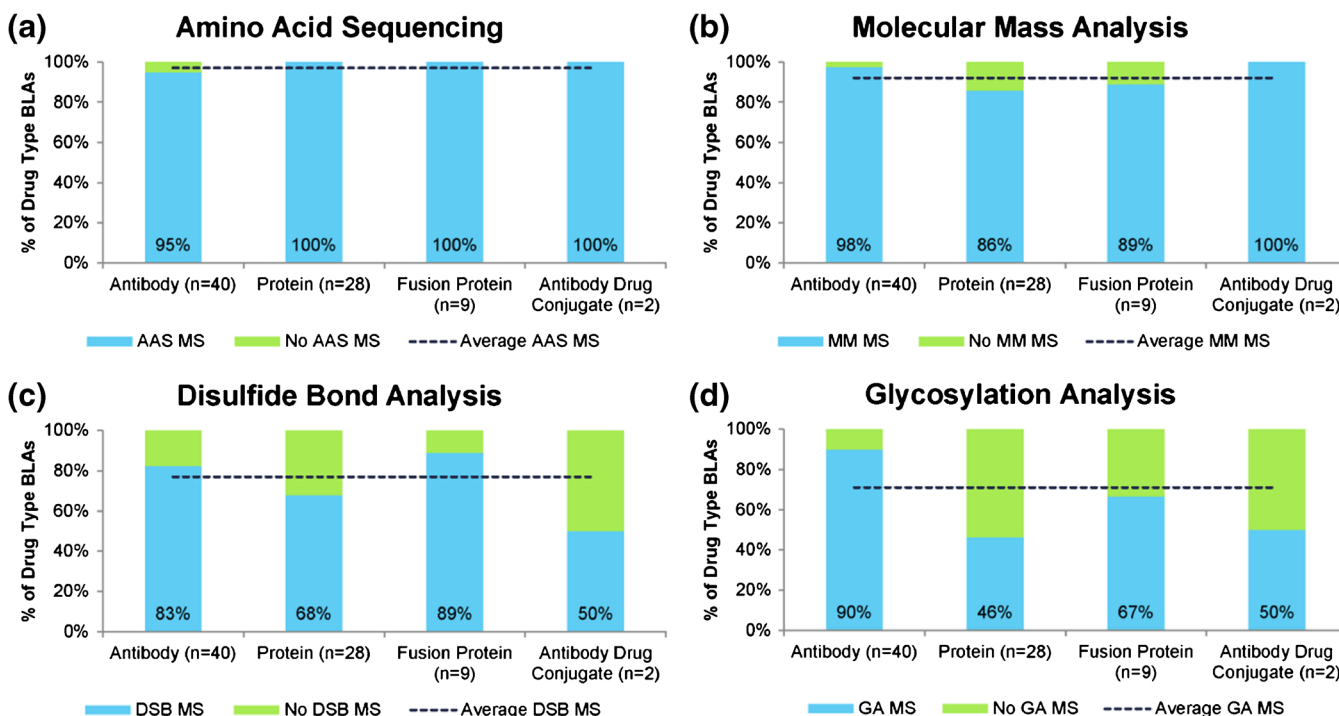 (a)
Amino Acid Sequencing
% of Drug Type BLAs
100%
80%
60%
40%
20%
0%
95%
100%
100%
100%
Antibody (n=40)
Protein (n=28)
Fusion Protein
(n=9)
Antibody Drug
Conjugate (n=2)
AAS MS
No AAS MS
Average AAS MS
(b)
Molecular Mass Analysis
% of Drug Type BLAs
100%
80%
60%
40%
20%
0%
98%
86%
89%
100%
Antibody (n=40)
Protein (n=28)
Fusion Protein
(n=9)
Antibody Drug
Conjugate (n=2)
MM MS
No MM MS
Average MM MS
(c)
Disulfide Bond Analysis
% of Drug Type BLAs
100%
80%
60%
40%
20%
0%
83%
68%
89%
50%
Antibody (n=40)
Protein (n=28)
Fusion Protein
(n=9)
Antibody Drug
Conjugate (n=2)
DSB MS
No DSB MS
Average DSB MS
(d)
Glycosylation Analysis
% of Drug Type BLAs
100%
80%
60%
40%
20%
0%
90%
46%
67%
50%
Antibody (n=40)
Protein (n=28)
Fusion Protein
(n=9)
Antibody Drug
Conjugate (n=2)
GA MS
No GA MS
Average GA MS